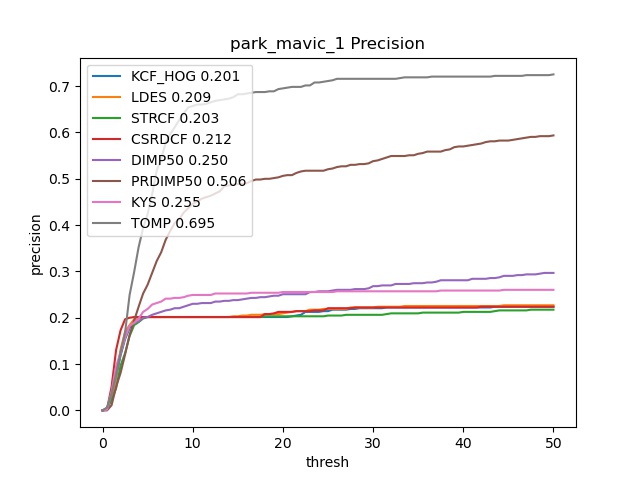 park_mavic_1 Precision
precision
0.7
0.6
0.5
0.4
0.3
0.2
0.1
0.0
KCF_HOG 0.201
LDES 0.209
STRCF 0.203
CSRDCF 0.212
DIMP50 0.250
PRDIMP50 0.506
KYS 0.255
TOMP 0.695
0 10 20 30 40 50
thresh